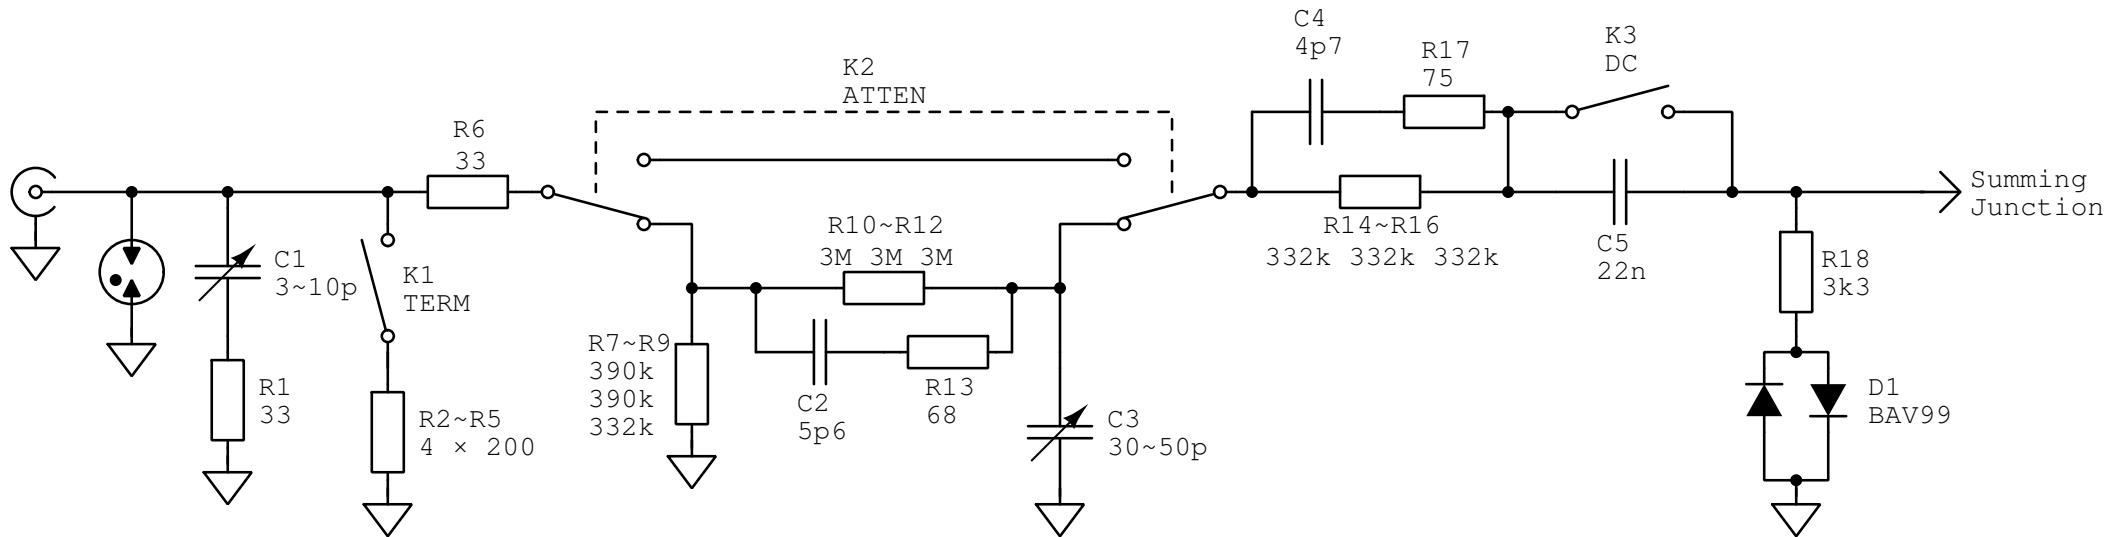 C4
4p7
R17
75
K3
DC
K2
ATTEN
R6
33
Summing
Junction
R10~R12
3M 3M 3M
R14~R16
332k 332k 332k
C5
22n
R18
3k3
C1
3~10p
K1
TERM
R7~R9
390k
390k
332k
R1
33
R2~R5
4 × 200
C2
5p6
R13
68
C3
30~50p
D1
BAV99